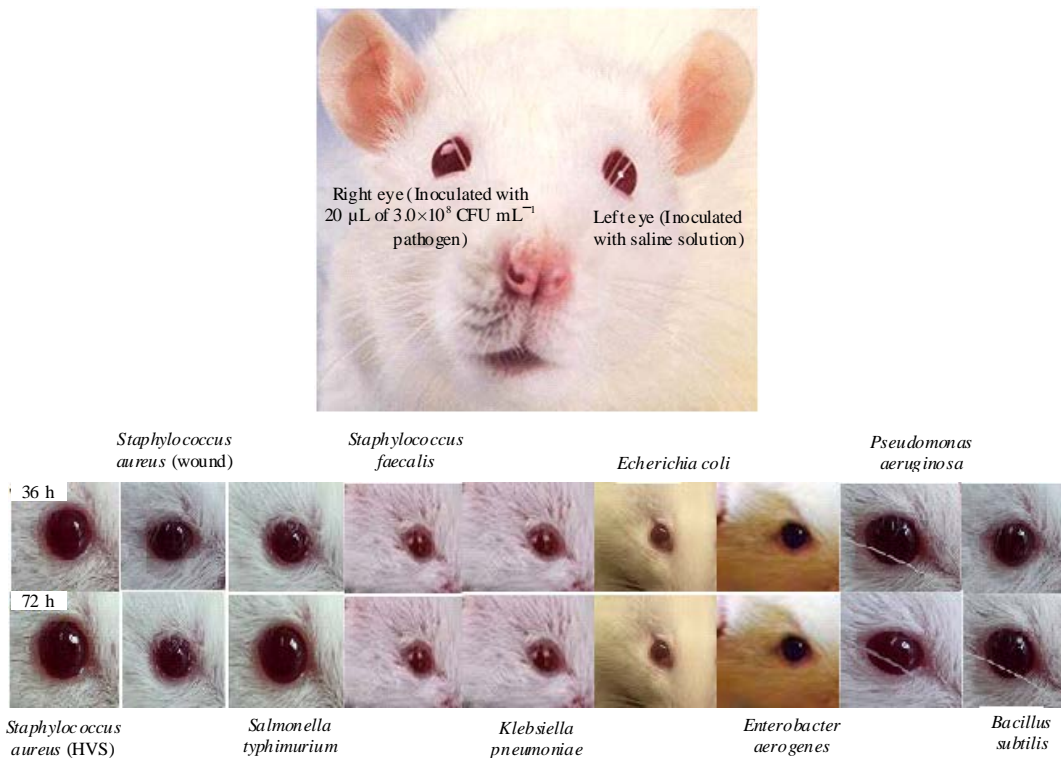 Right eye (Inoculated with
20 µL of 3.0×10⁸ CFU mL⁻¹
pathogen)
Left eye (Inoculated
with saline solution)
Staphylococcus
aureus (wound)
Staphylococcus
faecalis
Echerichia coli
Pseudomonas
aeruginosa
36 h
72 h
Staphylococcus
aureus (HVS)
Salmonella
typhimurium
Klebsiella
pneumoniae
Enterobacter
aerogenes
Bacillus
subtilis